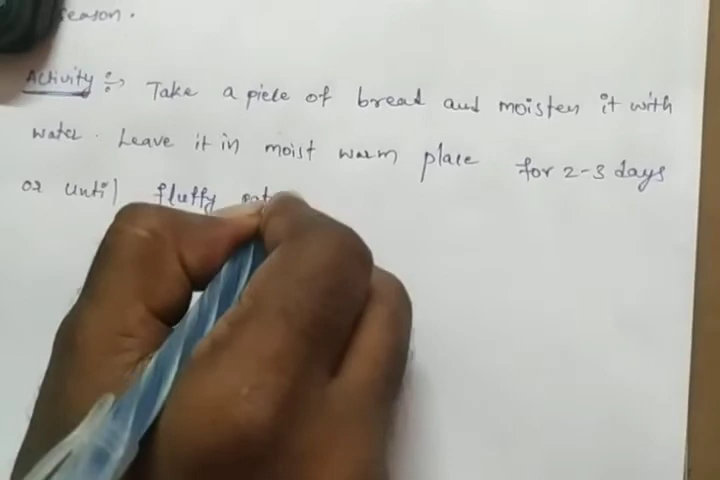 season.
Activity :- Take a piece of bread and moisten it with
water. Leave it in moist warm place for 2-3 days
or until fluffy